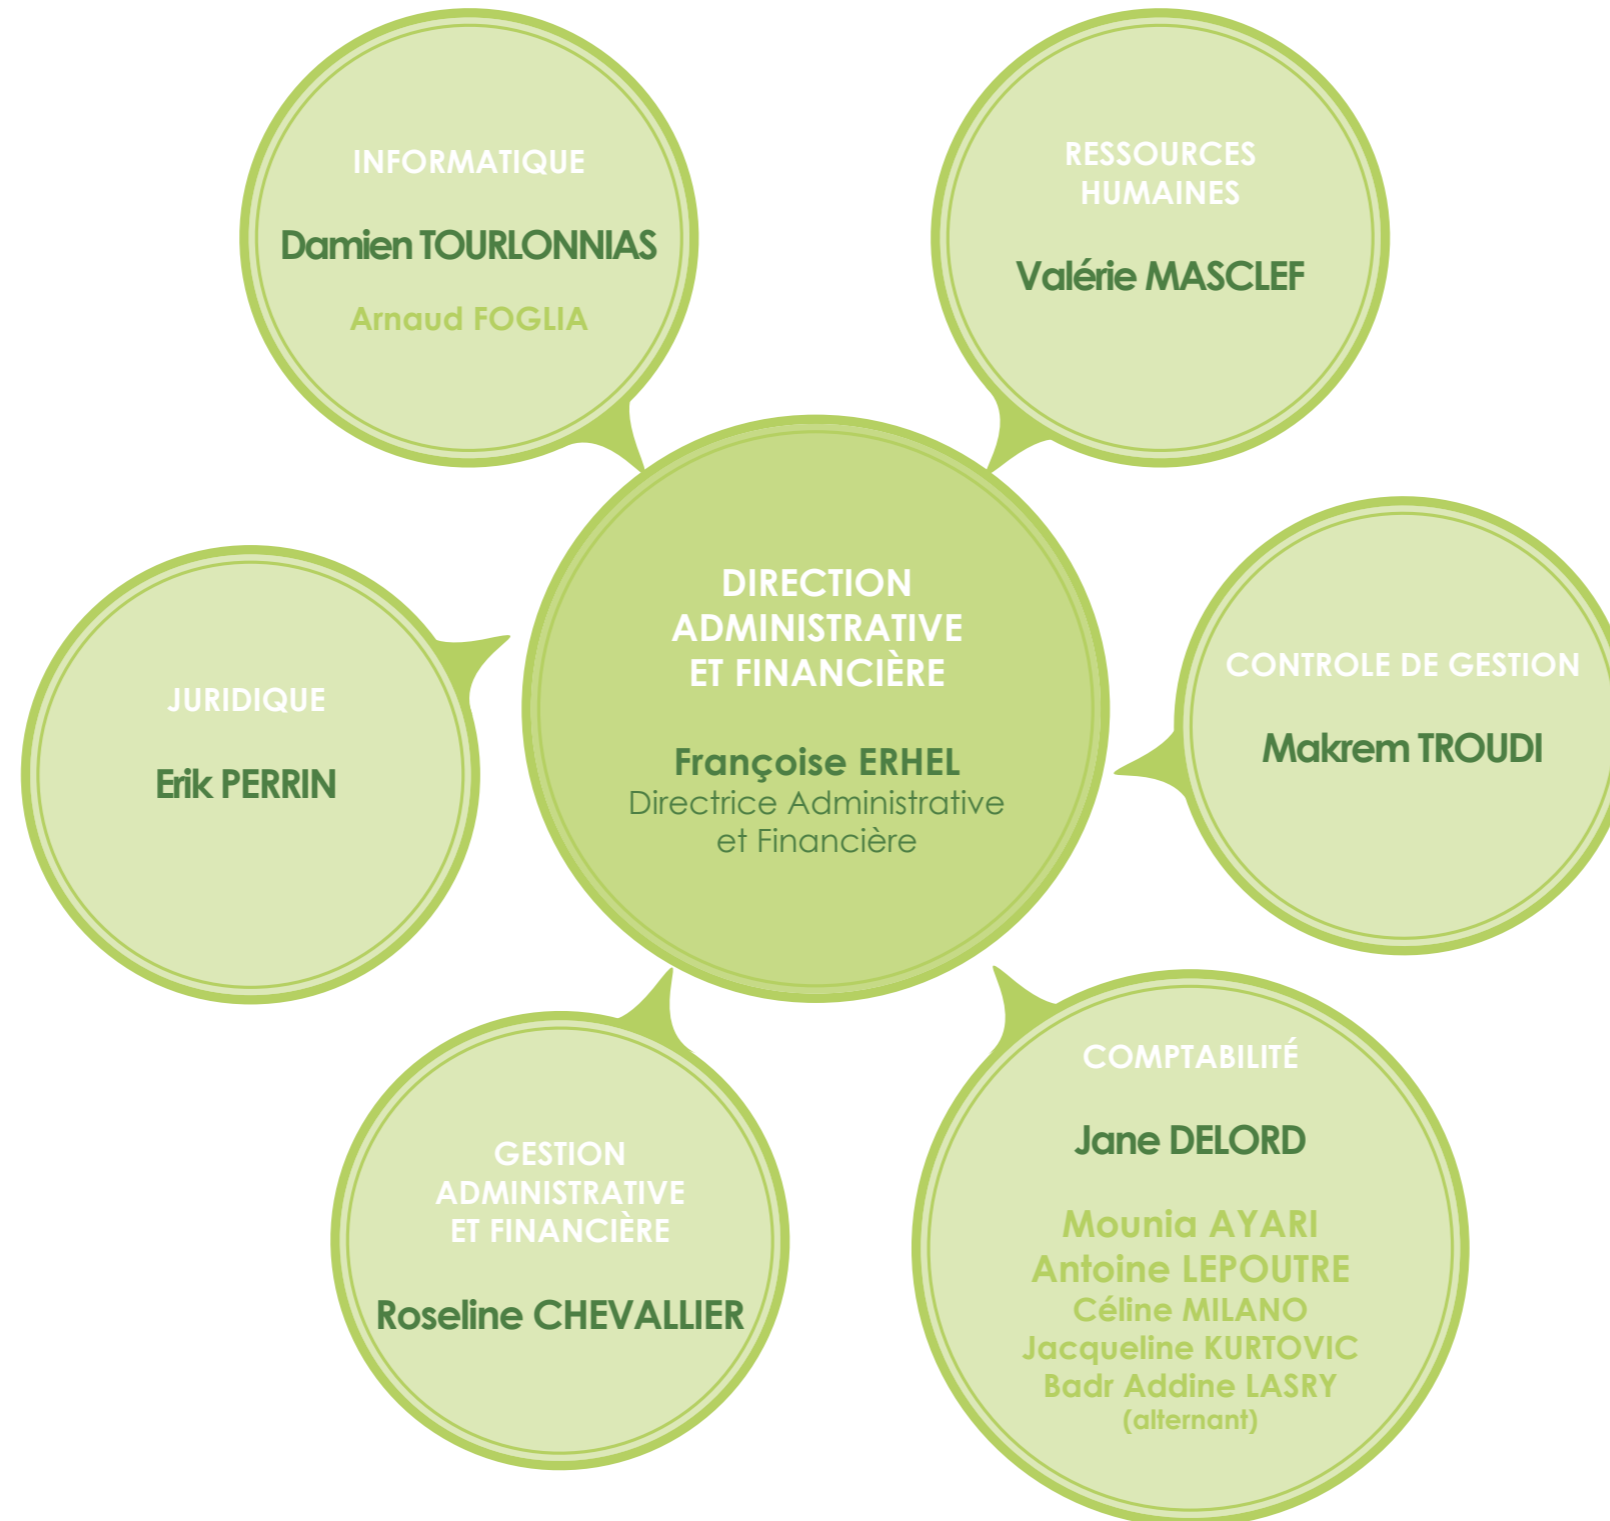 INFORMATIQUE
Damien TOURLONNIAS
Arnaud FOGLIA
RESSOURCES
HUMAINES
Valérie MASCLEF
DIRECTION
ADMINISTRATIVE
ET FINANCIÈRE
Françoise ERHEL
Directrice Administrative
et Financière
JURIDIQUE
Erik PERRIN
CONTROLE DE GESTION
Makrem TROUDI
GESTION
ADMINISTRATIVE
ET FINANCIÈRE
Roseline CHEVALLIER
COMPTABILITÉ
Jane DELORD
Mounia AYARI
Antoine LEPOUTRE
Céline MILANO
Jacqueline KURTOVIC
Badr Addine LASRY
(alternant)